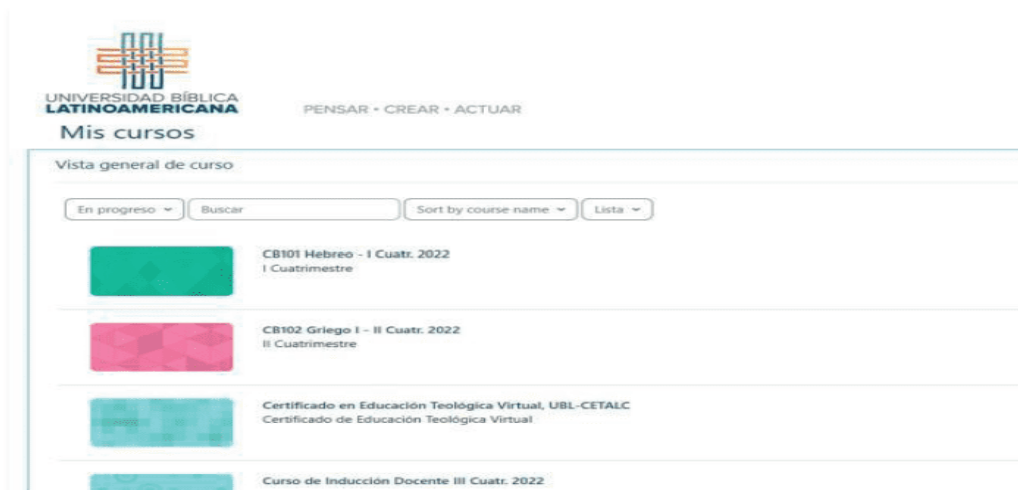 UNIVERSIDAD BÍBLICA
LATINOAMERICANA
PENSAR • CREAR • ACTUAR
Mis cursos
Vista general de curso
En progreso
Buscar
Sort by course name
Lista
CB101 Hebreo - I Cuatr. 2022
I Cuatrimestre
CB102 Griego I - II Cuatr. 2022
II Cuatrimestre
Certificado en Educación Teológica Virtual, UBL-CETALC
Certificado de Educación Teológica Virtual
Curso de Inducción Docente III Cuatr. 2022